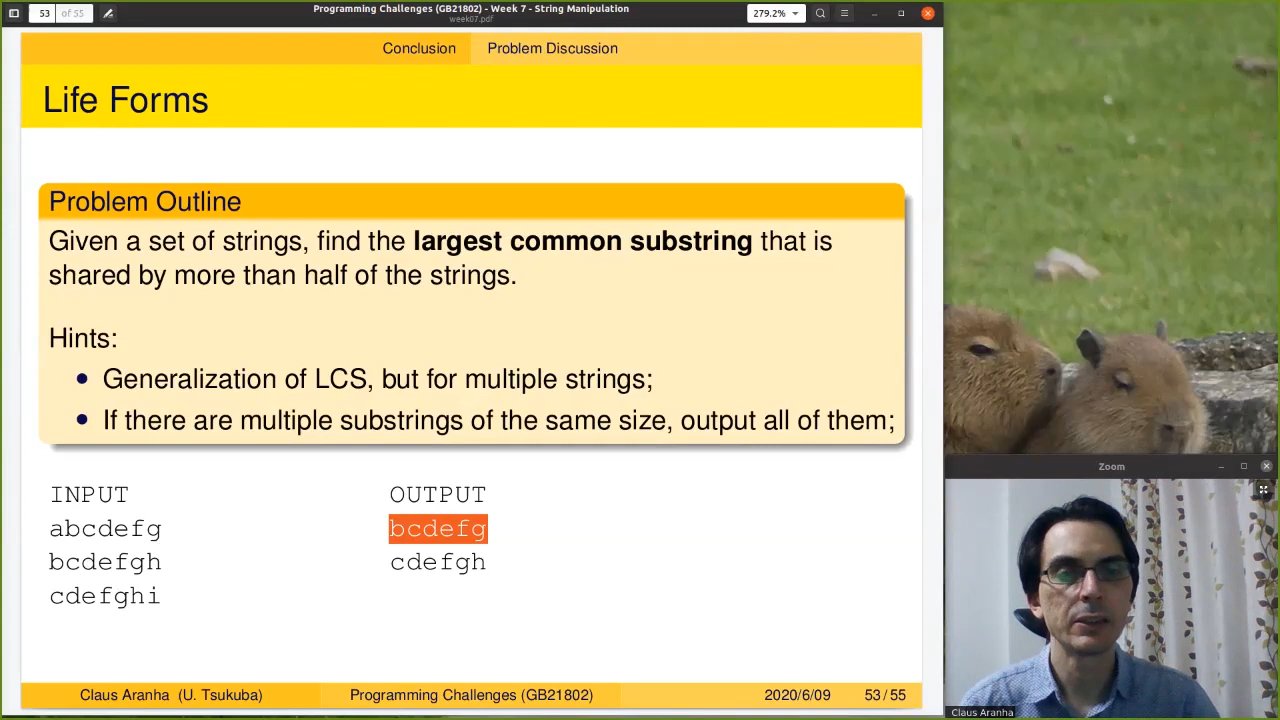 53 of 55
Programming Challenges (GB21802) - Week 7 - String Manipulation
week07.pdf
279.2%
Conclusion Problem Discussion
Life Forms
Problem Outline
Given a set of strings, find the largest common substring that is
shared by more than half of the strings.
Hints:
• Generalization of LCS, but for multiple strings;
• If there are multiple substrings of the same size, output all of them;
INPUT OUTPUT
abcdefg bcdefg
bcdefgh cdefgh
cdefghi
Claus Aranha (U. Tsukuba) Programming Challenges (GB21802) 2020/6/09 53 / 55
Zoom
Claus Aranha